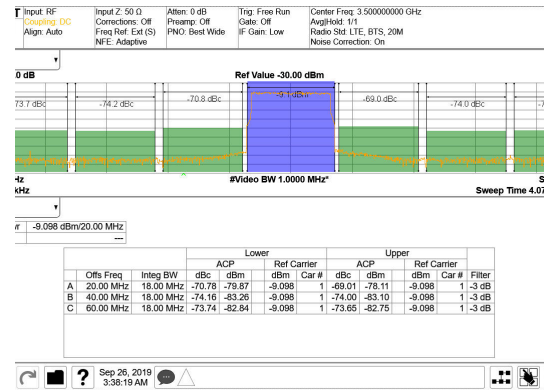 Input: RF Input Z: 50 Ω Atten: 0 dB Trig: Free Run Center Freq: 3.500000000 GHz
Coupling: DC Corrections: Off Preamp: Off Gate: Off Avg|Hold: 1/1
Align: Auto Freq Ref: Ext (S) PNO: Best Wide IF Gain: Low Radio Std: LTE, BTS, 20M
NFE: Adaptive Noise Correction: On
.0 dB Ref Value -30.00 dBm
73.7 dBc -74.2 dBc -70.8 dBc -9.1 dBm -69.0 dBc -74.0 dBc -7
Hz #Video BW 1.0000 MHz* S
kHz Sweep Time 4.07
-9.098 dBm/20.00 MHz
---
Lower Upper
ACP Ref Carrier ACP Ref Carrier
Offs Freq Integ BW dBc dBm dBm Car # dBc dBm dBm Car # Filter
A 20.00 MHz 18.00 MHz -70.78 -79.87 -9.098 1 -69.01 -78.11 -9.098 1 -3 dB
B 40.00 MHz 18.00 MHz -74.16 -83.26 -9.098 1 -74.00 -83.10 -9.098 1 -3 dB
C 60.00 MHz 18.00 MHz -73.74 -82.84 -9.098 1 -73.65 -82.75 -9.098 1 -3 dB
? Sep 26, 2019
3:38:19 AM